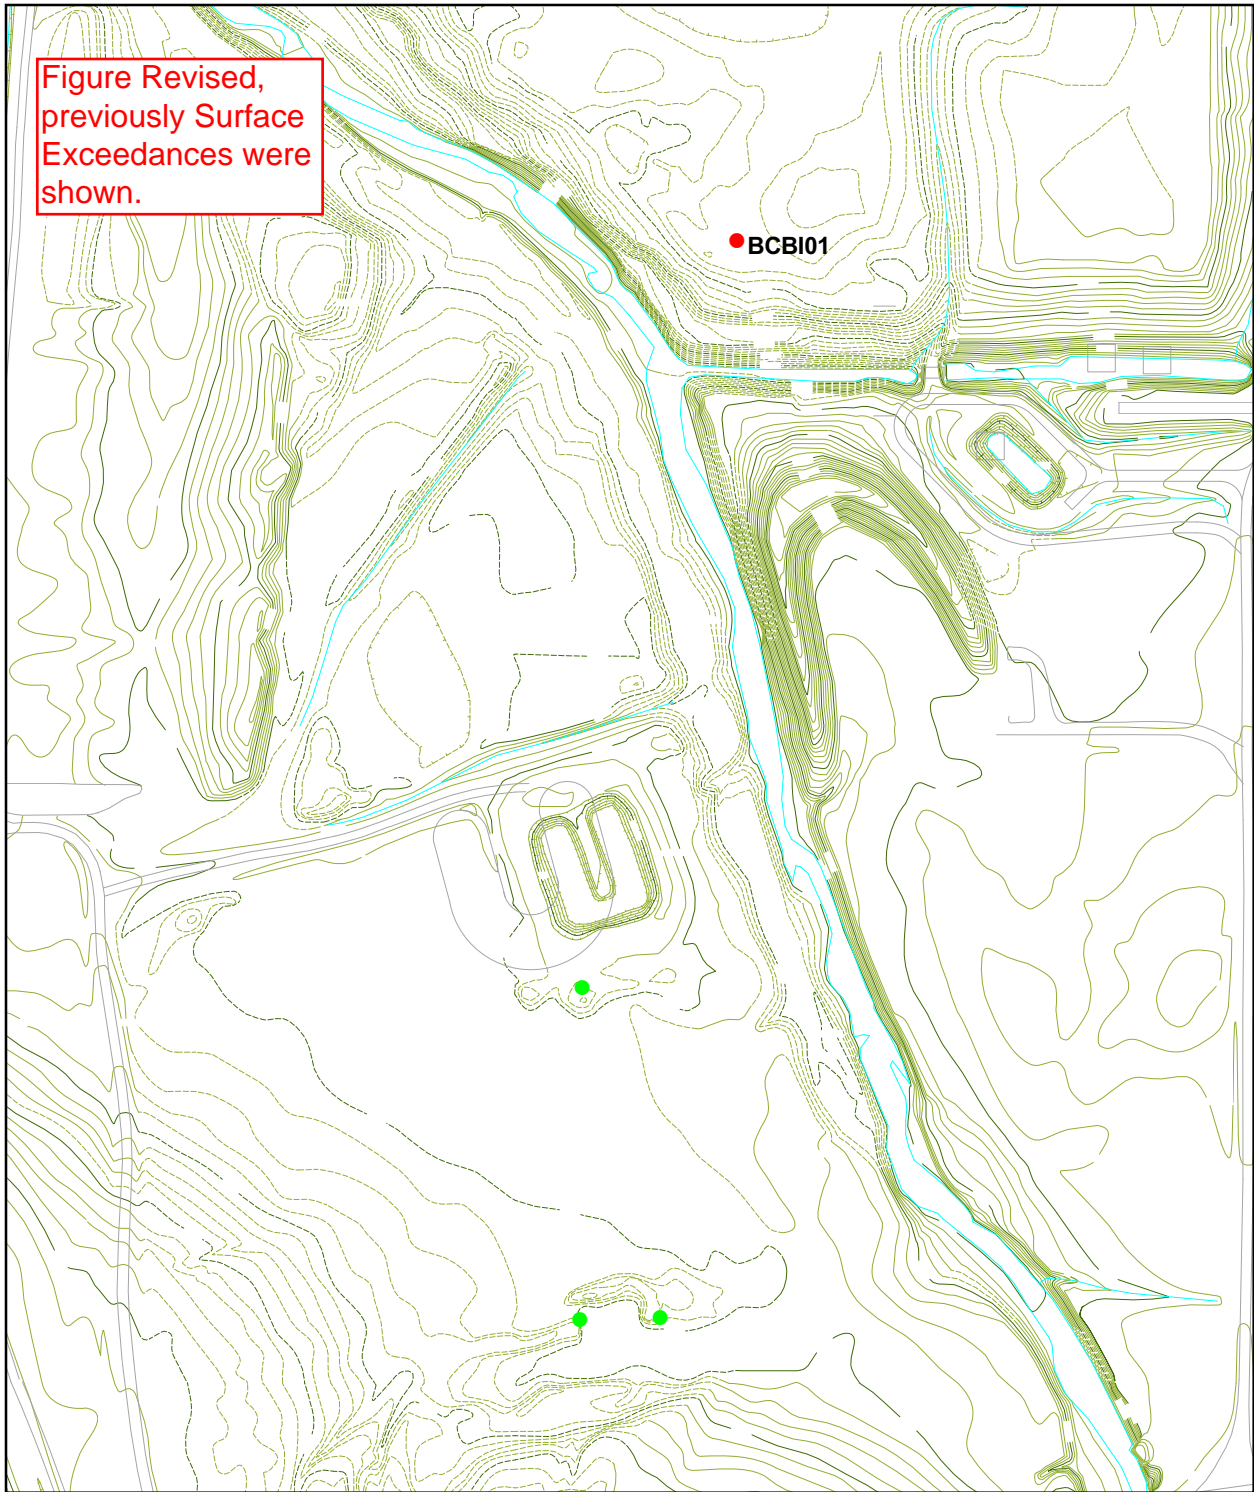 Figure Revised,
previously Surface
Exceedances were
shown.
BCBI01